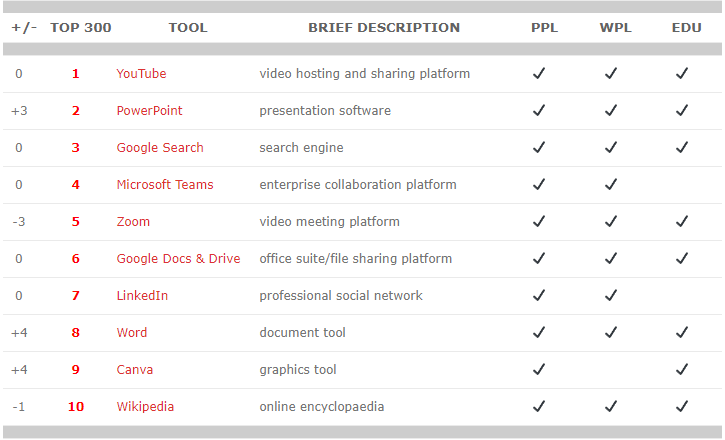 +/- TOP 300 TOOL BRIEF DESCRIPTION PPL WPL EDU
0 1 YouTube video hosting and sharing platform ✓ ✓ ✓
+3 2 PowerPoint presentation software ✓ ✓ ✓
0 3 Google Search search engine ✓ ✓ ✓
0 4 Microsoft Teams enterprise collaboration platform ✓ ✓
-3 5 Zoom video meeting platform ✓ ✓ ✓
0 6 Google Docs & Drive office suite/file sharing platform ✓ ✓ ✓
0 7 LinkedIn professional social network ✓ ✓
+4 8 Word document tool ✓ ✓ ✓
+4 9 Canva graphics tool ✓ ✓
-1 10 Wikipedia online encyclopaedia ✓ ✓ ✓